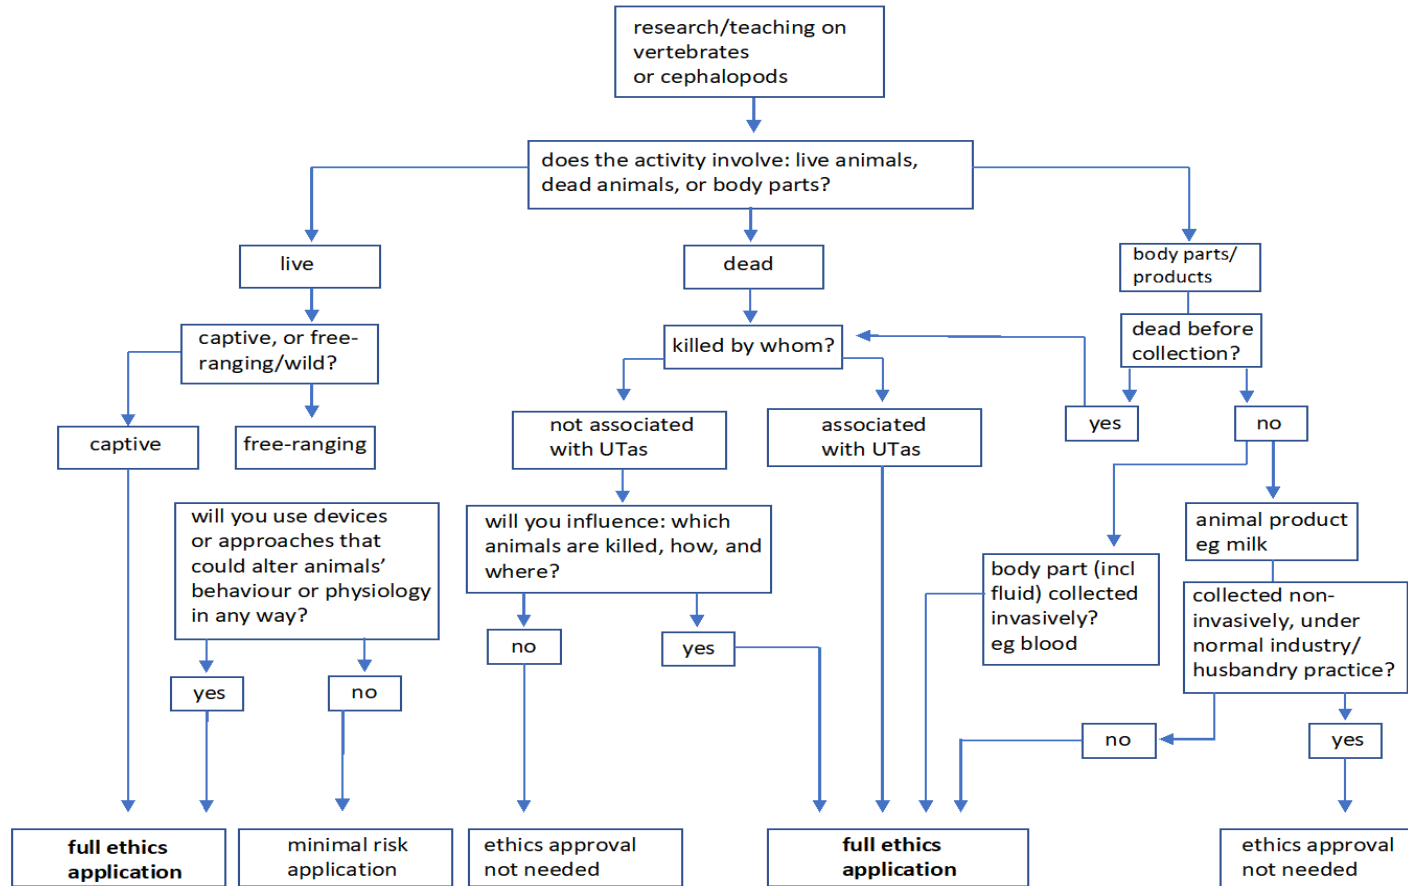 research/teaching on
vertebrates
or cephalopods
does the activity involve: live animals,
dead animals, or body parts?
live
dead
body parts/
products
captive, or free-
ranging/wild?
killed by whom?
dead before
collection?
captive
free-ranging
not associated
with UTas
associated
with UTas
yes
no
will you use devices
or approaches that
could alter animals’
behaviour or physiology
in any way?
will you influence: which
animals are killed, how, and
where?
body part (incl
fluid) collected
invasively?
eg blood
animal product
eg milk
collected non-
invasively, under
normal industry/
husbandry practice?
yes
no
no
yes
no
yes
full ethics
application
minimal risk
application
ethics approval
not needed
full ethics
application
ethics approval
not needed